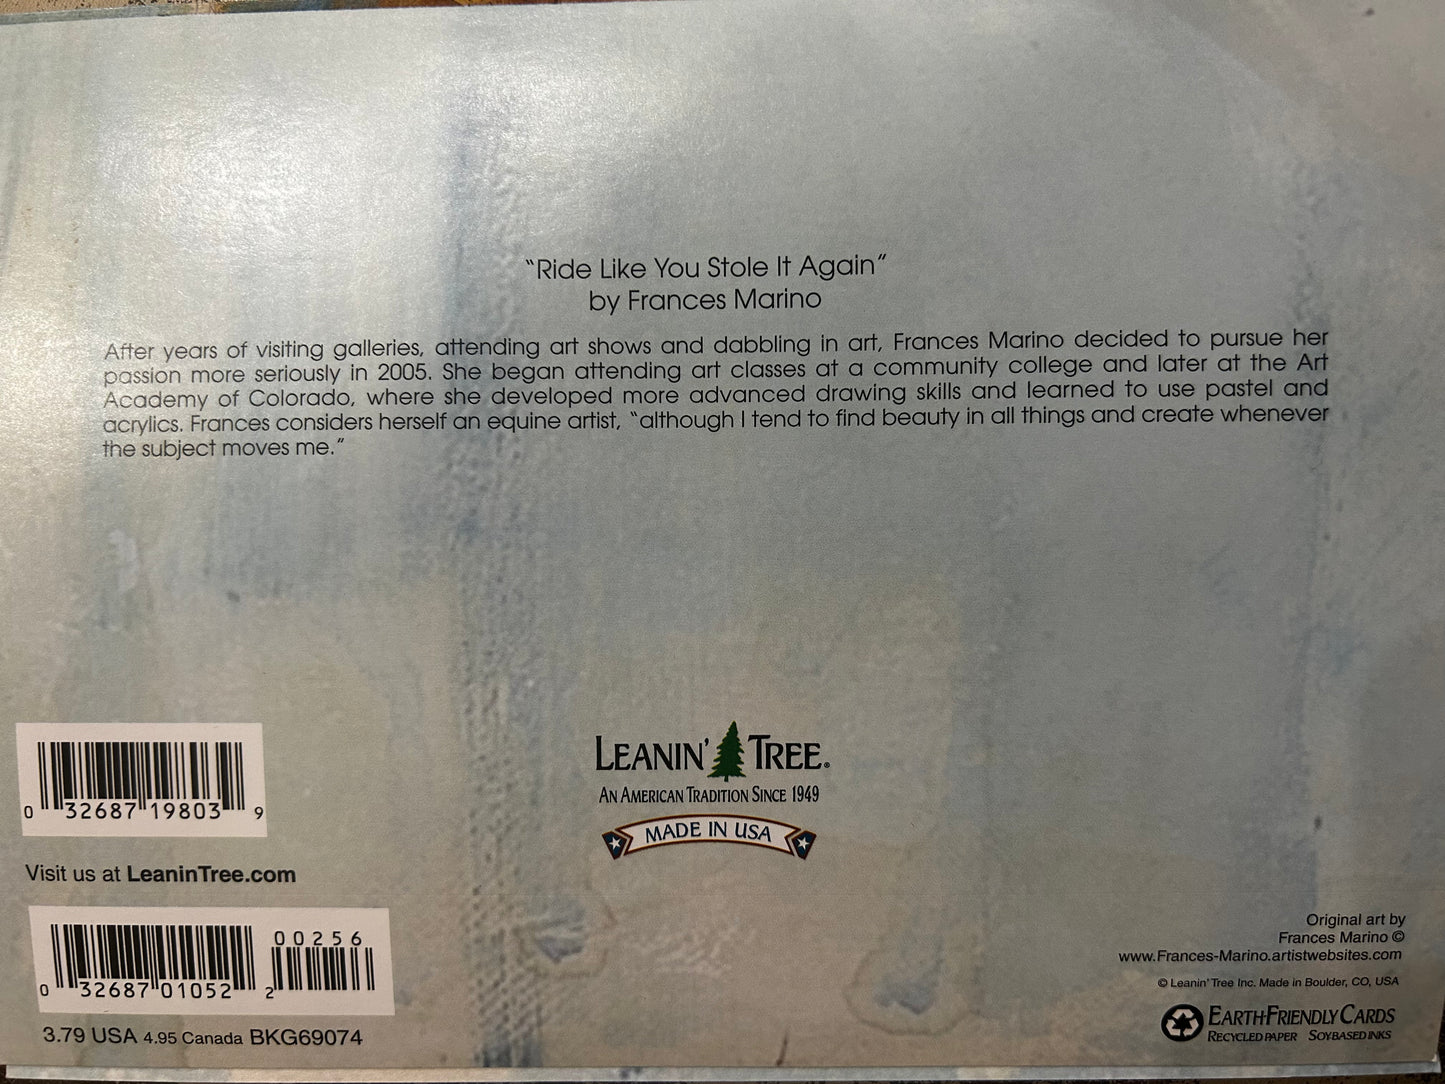 “Ride Like You Stole It Again”
by Frances Marino
After years of visiting galleries, attending art shows and dabbling in art, Frances Marino decided to pursue her
passion more seriously in 2005. She began attending art classes at a community college and later at the Art
Academy of Colorado, where she developed more advanced drawing skills and learned to use pastel and
acrylics. Frances considers herself an equine artist, “although I tend to find beauty in all things and create whenever
the subject moves me.”
LEANIN' TREE®
AN AMERICAN TRADITION SINCE 1949
MADE IN USA
0 32687 19803 9
Visit us at LeaninTree.com
00256
0 32687 01052 2
3.79 USA 4.95 Canada BKG69074
Original art by
Frances Marino ©
www.Frances-Marino.artistwebsites.com
© Leanin' Tree Inc. Made in Boulder, CO, USA
EARTH-FRIENDLY CARDS
RECYCLED PAPER SOY BASED INKS